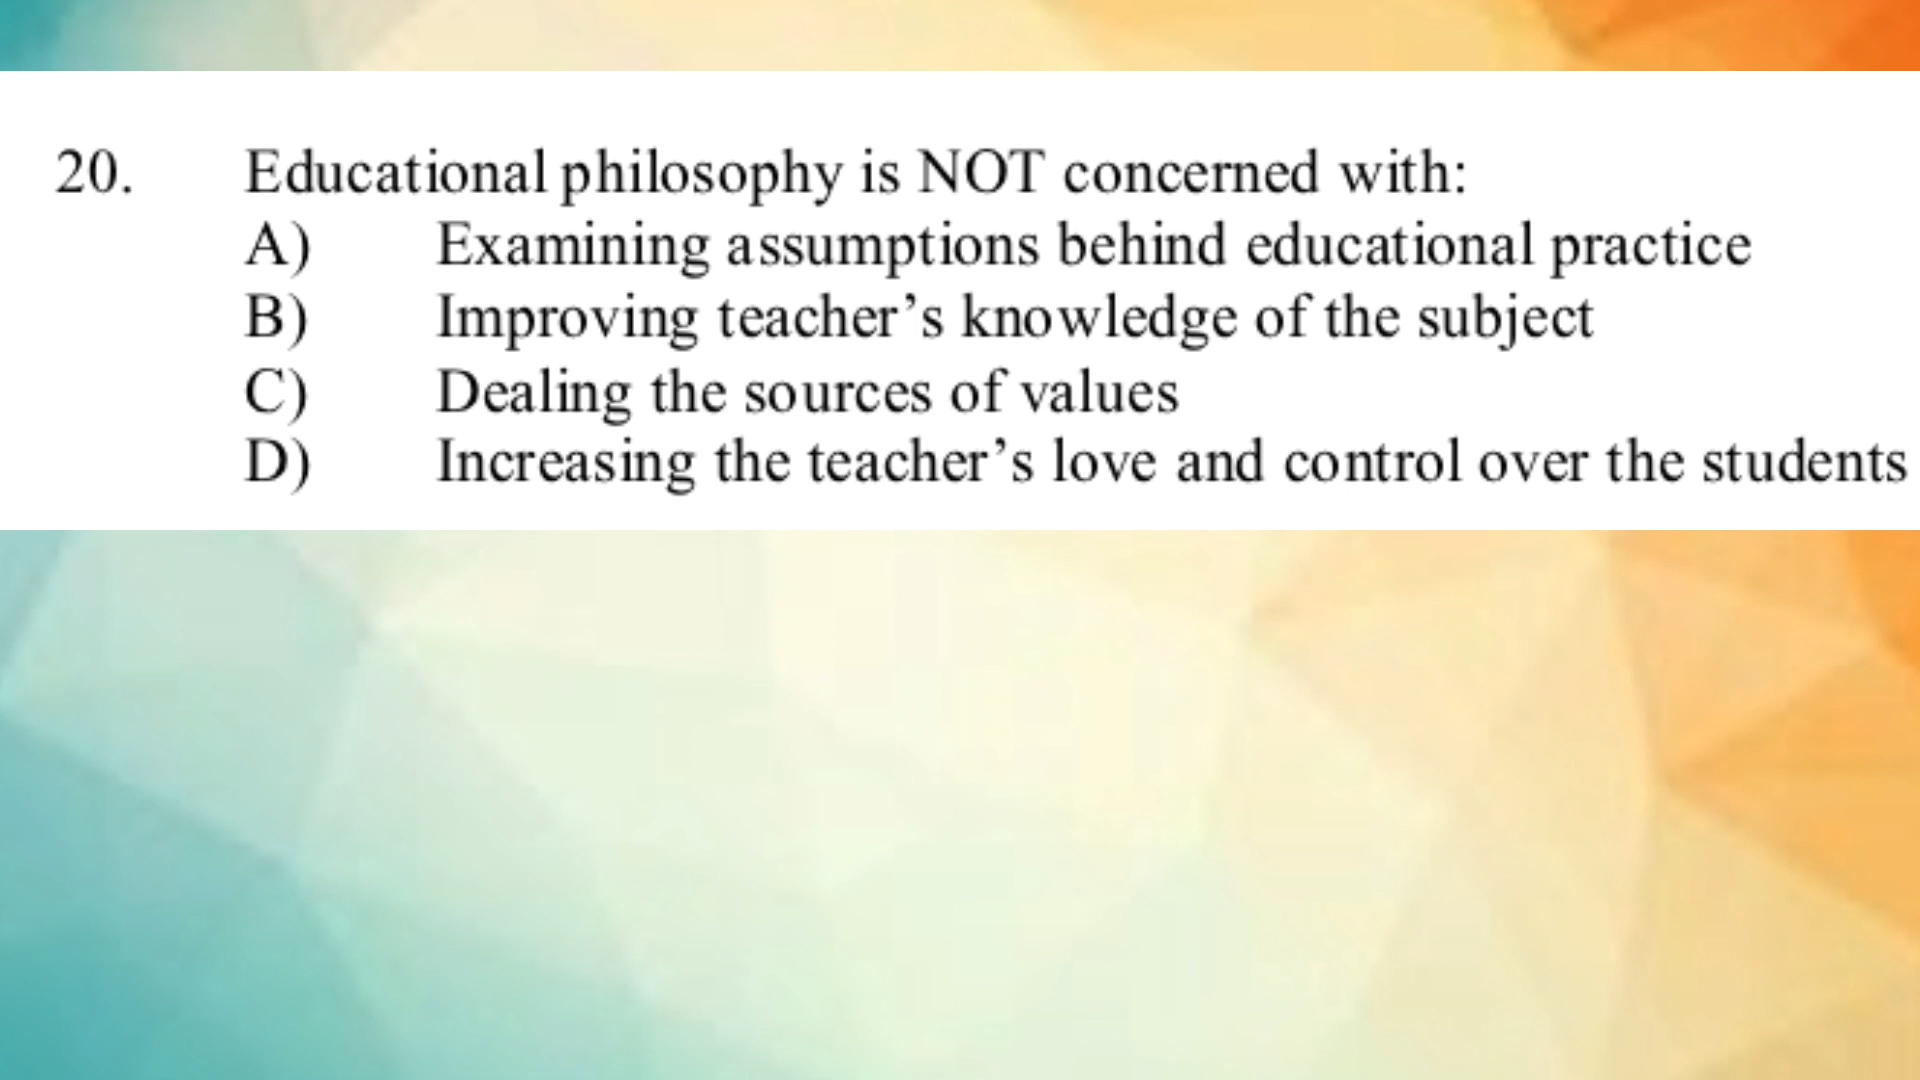 20. Educational philosophy is NOT concerned with:
A) Examining assumptions behind educational practice
B) Improving teacher’s knowledge of the subject
C) Dealing the sources of values
D) Increasing the teacher’s love and control over the students